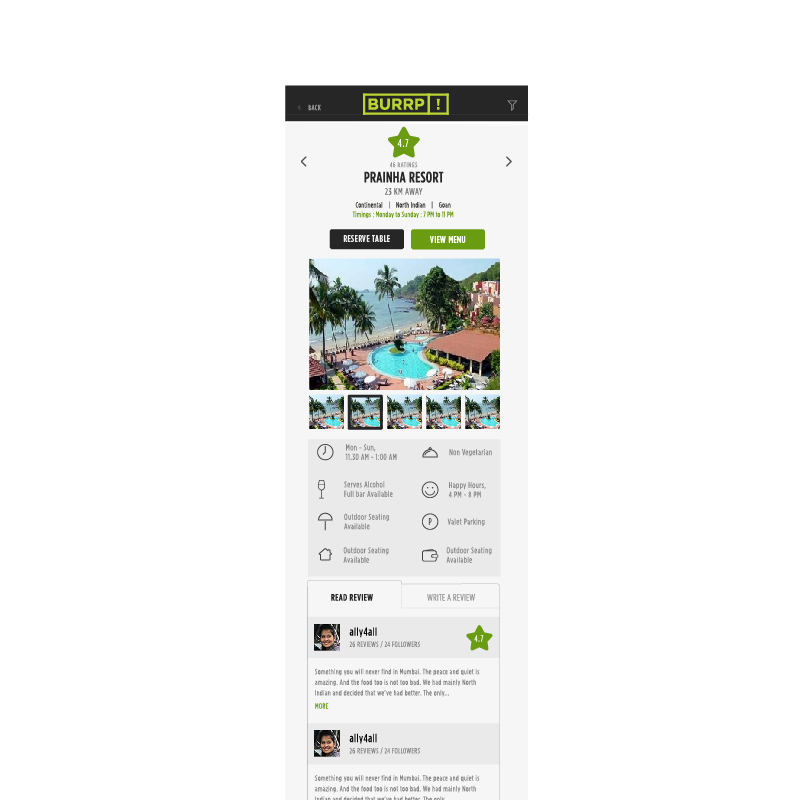 BACK
BURRP!
4.7
46 RATINGS
PRAINHA RESORT
23 KM AWAY
Continental | North Indian | Goan
Timings : Monday to Sunday : 7 PM to 11 PM
RESERVE TABLE
VIEW MENU
Mon - Sun,
11.30 AM - 1:00 AM
Non Vegetarian
Serves Alcohol
Full bar Available
Happy Hours,
4 PM - 8 PM
Outdoor Seating
Available
P
Valet Parking
Outdoor Seating
Available
Outdoor Seating
Available
READ REVIEW
WRITE A REVIEW
ally4all
26 REVIEWS / 24 FOLLOWERS
4.7
Something you will never find in Mumbai. The peace and quiet is
amazing. And the food too is not too bad. We had mainly North
Indian and decided that we've had better. The only...
MORE
ally4all
26 REVIEWS / 24 FOLLOWERS
Something you will never find in Mumbai. The peace and quiet is
amazing. And the food too is not too bad. We had mainly North
Indian and decided that we've had better. The only...